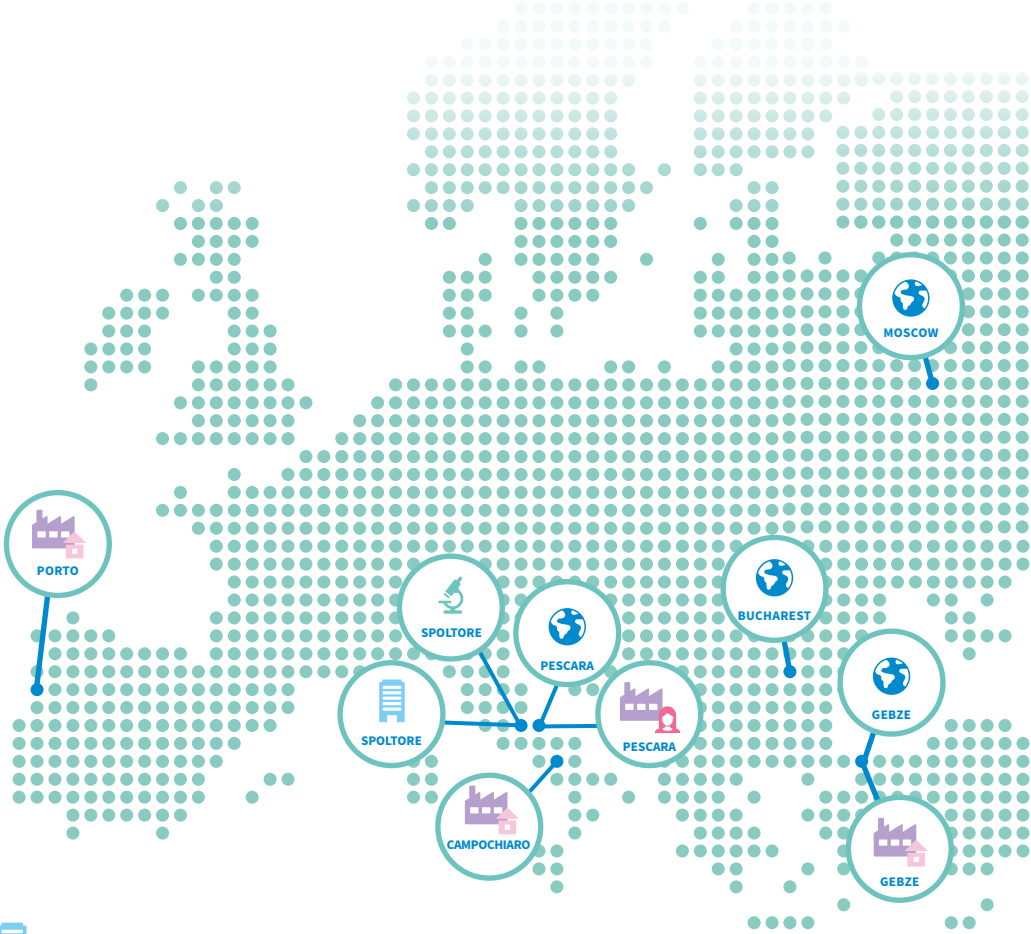 MOSCOW
PORTO
BUCHAREST
SPOLTORE
PESCARA
GEBZE
SPOLTORE
PESCARA
CAMPOCHIARO
GEBZE